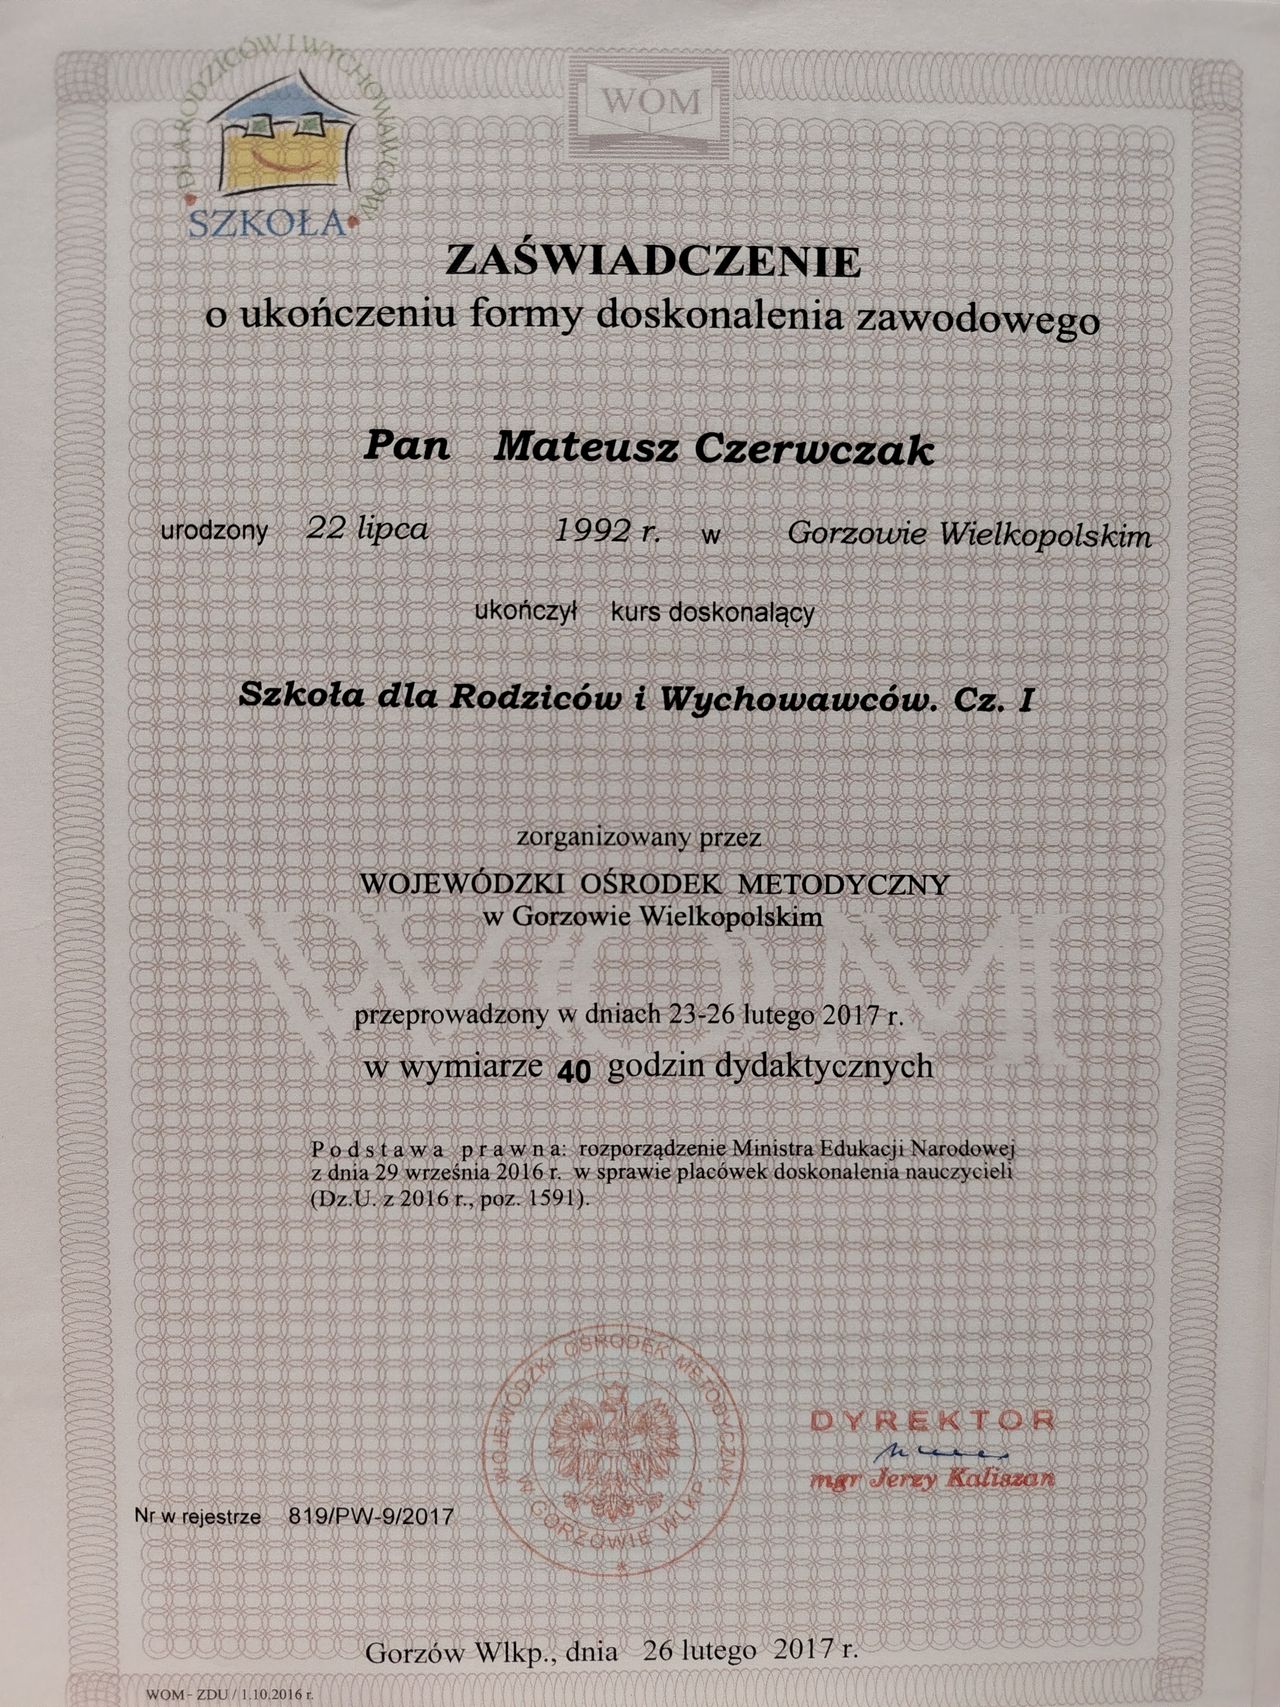 DLA RODZICÓW I WYCHOWAWCÓW
SZKOŁA
WOM
ZAŚWIADCZENIE
o ukończeniu formy doskonalenia zawodowego
Pan Mateusz Czerwczak
urodzony 22 lipca 1992 r. w Gorzowie Wielkopolskim
ukończył kurs doskonalący
Szkoła dla Rodziców i Wychowawców. Cz. I
zorganizowany przez
WOJEWÓDZKI OŚRODEK METODYCZNY
w Gorzowie Wielkopolskim
WOM
przeprowadzony w dniach 23-26 lutego 2017 r.
w wymiarze 40 godzin dydaktycznych
Podstawa prawna: rozporządzenie Ministra Edukacji Narodowej
z dnia 29 września 2016 r. w sprawie placówek doskonalenia nauczycieli
(Dz.U. z 2016 r., poz. 1591).
WOJEWÓDZKI OŚRODEK METODYCZNY
W GORZOWIE WLKP.
DYREKTOR
mgr Jerzy Kaliszan
Nr w rejestrze 819/PW-9/2017
Gorzów Wlkp., dnia 26 lutego 2017 r.
WOM - ZDU / 1.10.2016 r.